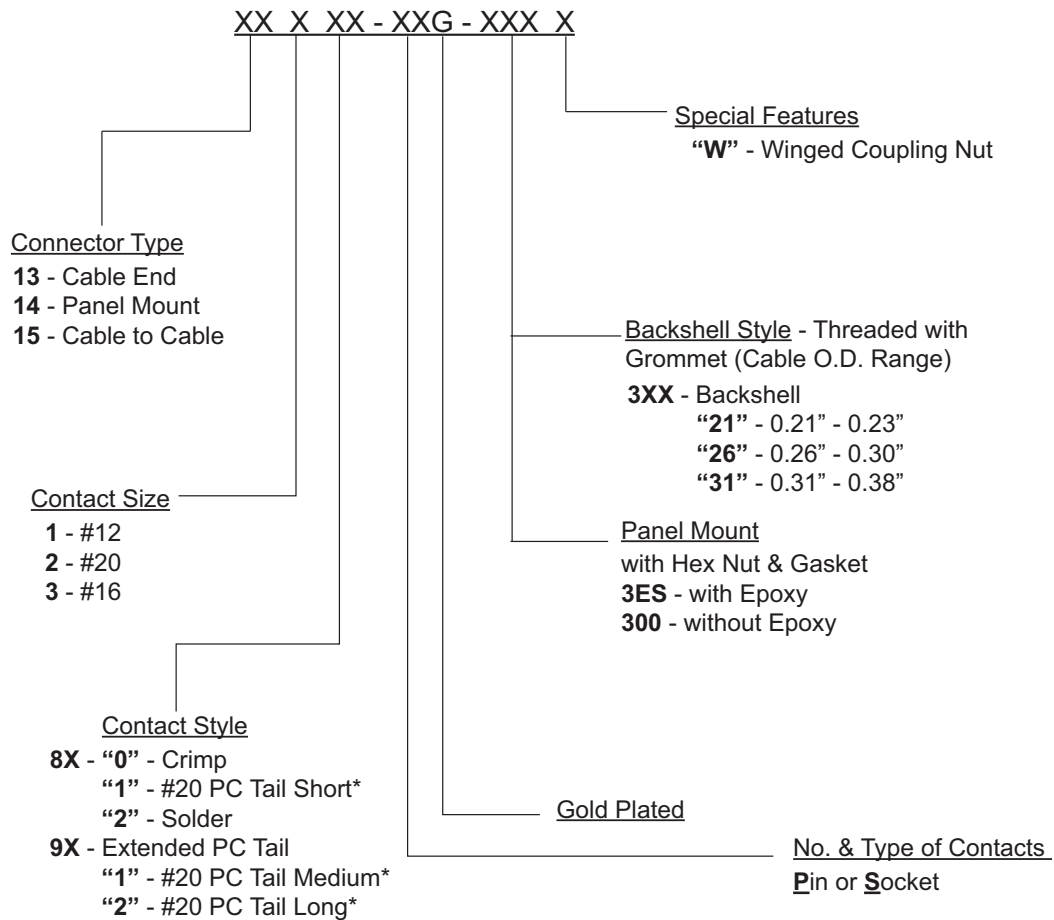 XX X XX - XXG - XXX X
Special Features
“W” - Winged Coupling Nut
Connector Type
13 - Cable End
14 - Panel Mount
15 - Cable to Cable
Backshell Style - Threaded with
Grommet (Cable O.D. Range)
3XX - Backshell
“21” - 0.21” - 0.23”
“26” - 0.26” - 0.30”
“31” - 0.31” - 0.38”
Contact Size
1 - #12
2 - #20
3 - #16
Panel Mount
with Hex Nut & Gasket
3ES - with Epoxy
300 - without Epoxy
Contact Style
8X - “0” - Crimp
“1” - #20 PC Tail Short*
“2” - Solder
9X - Extended PC Tail
“1” - #20 PC Tail Medium*
“2” - #20 PC Tail Long*
Gold Plated
No. & Type of Contacts
Pin or Socket